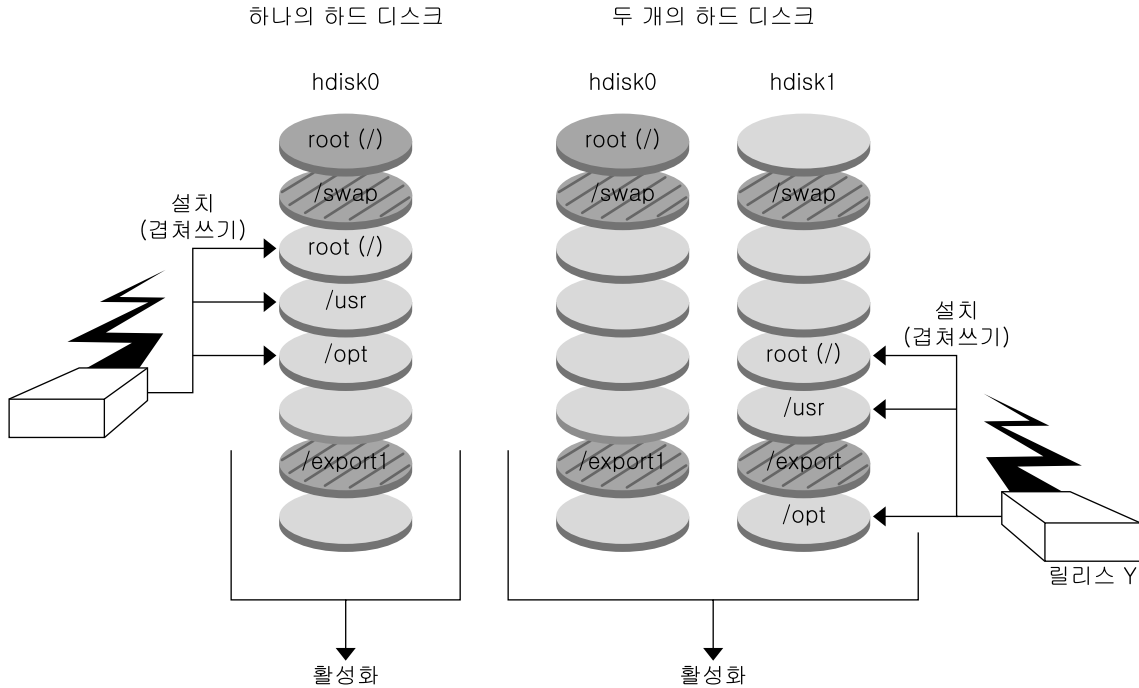 하나의 하드 디스크
두 개의 하드 디스크
hdisk0
hdisk0
hdisk1
root (/)
/swap
root (/)
/usr
/opt
/export1
설치
(겹쳐쓰기)
root (/)
/swap
/export1
/swap
root (/)
/usr
/export
/opt
설치
(겹쳐쓰기)
릴리스 Y
활성화
활성화